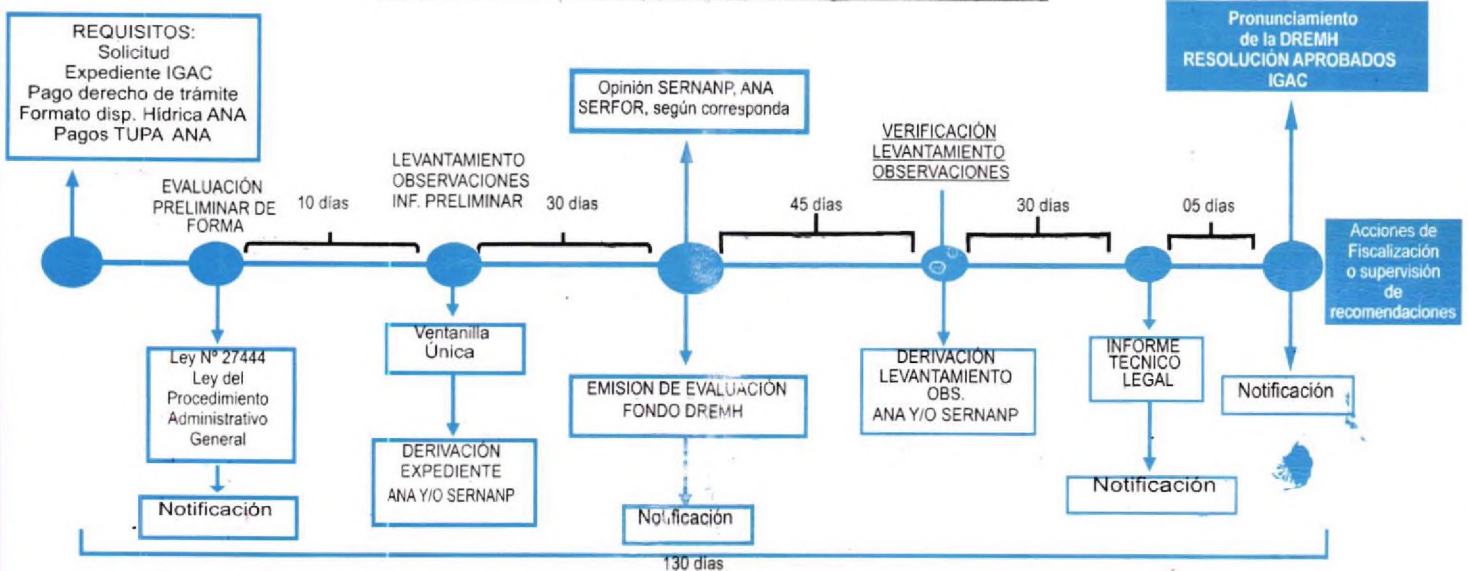 REQUISITOS:
Solicitud
Expediente IGAC
Pago derecho de trámite
Formato disp. Hídrica ANA
Pagos TUPA ANA
EVALUACIÓN
PRELIMINAR DE
FORMA
10 días
LEVANTAMIENTO
OBSERVACIONES
INF. PRELIMINAR
30 días
Opinión SERNANP, ANA
SERFOR, según corresponda
45 días
VERIFICACIÓN
LEVANTAMIENTO
OBSERVACIONES
30 días
05 días
Pronunciamiento
de la DREMH
RESOLUCIÓN APROBADOS
IGAC
Acciones de
Fiscalización
o supervisión
de
recomendaciones
Ley Nº 27444
Ley del
Procedimiento
Administrativo
General
Notificación
Ventanilla
Única
DERIVACIÓN
EXPEDIENTE
ANA Y/O SERNANP
EMISION DE EVALUACIÓN
FONDO DREMH
Notificación
DERIVACIÓN
LEVANTAMIENTO
OBS.
ANA Y/O SERNANP
INFORME
TECNICO
LEGAL
Notificación
Notificación
130 días